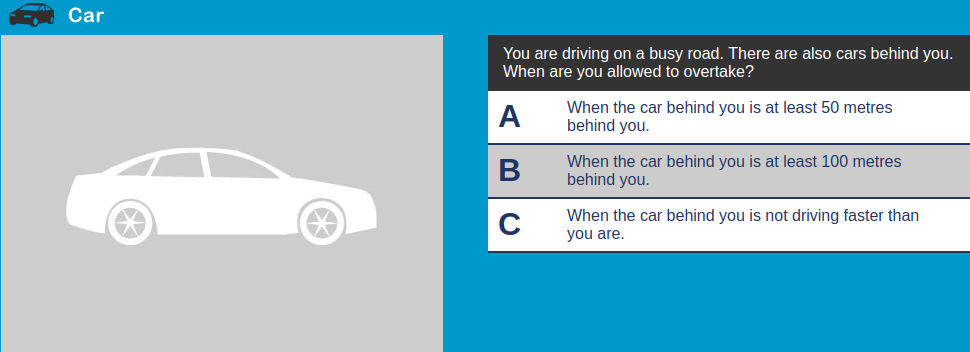 Car
You are driving on a busy road. There are also cars behind you.
When are you allowed to overtake?
A
When the car behind you is at least 50 metres
behind you.
B
When the car behind you is at least 100 metres
behind you.
C
When the car behind you is not driving faster than
you are.